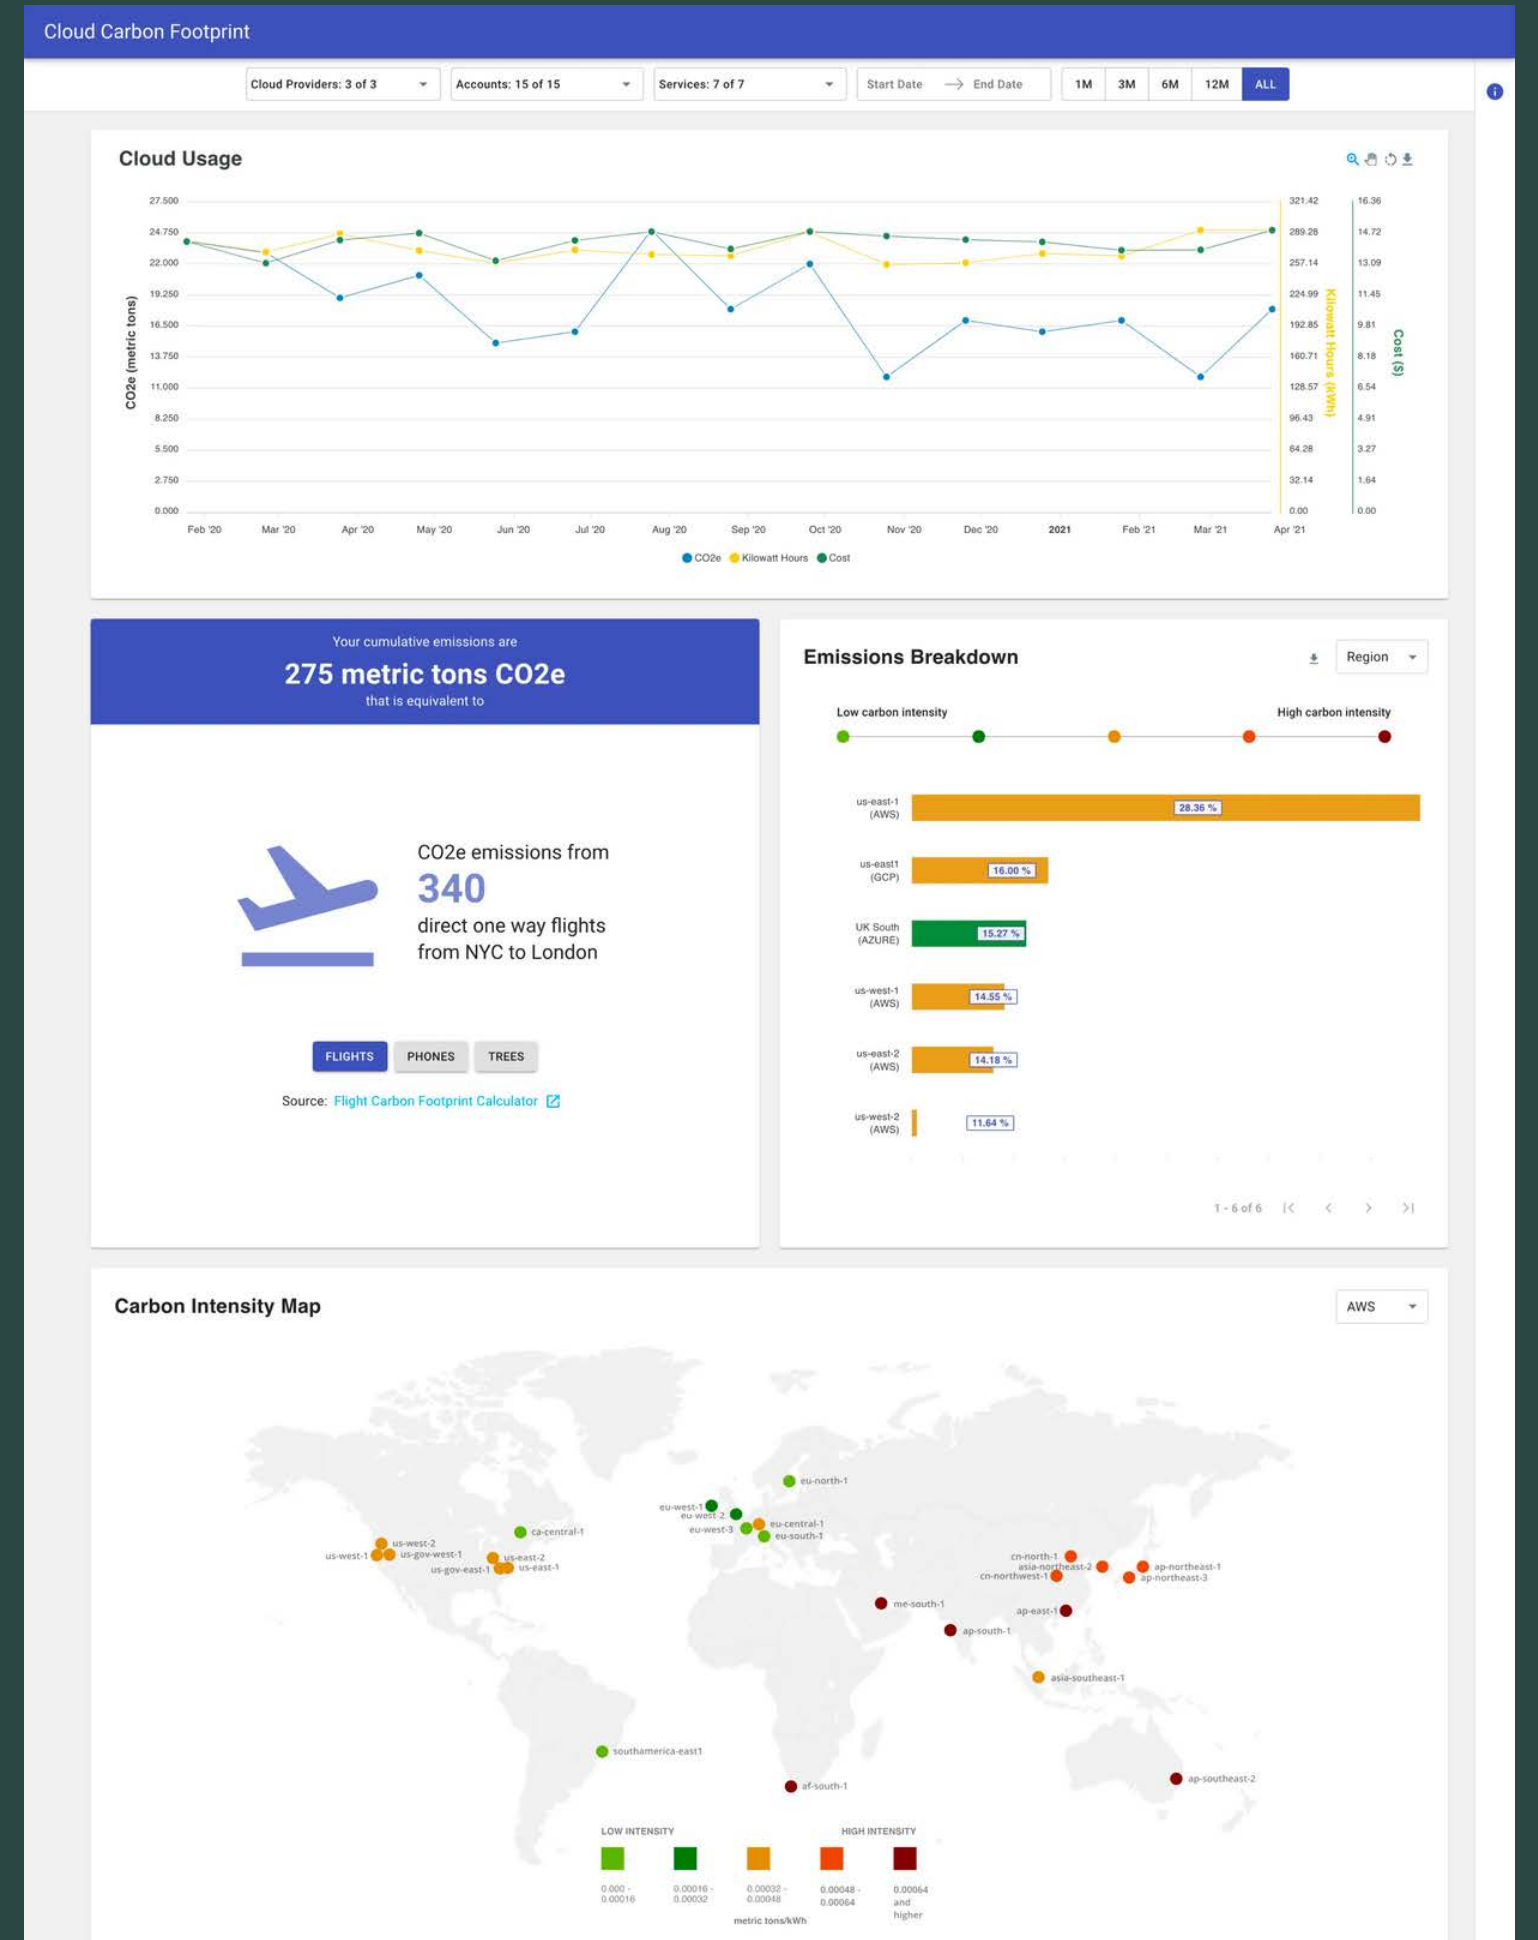 Cloud Carbon Footprint
Cloud Providers: 3 of 3
Accounts: 15 of 15
Services: 7 of 7
Start Date
End Date
1M
3M
6M
12M
ALL
Cloud Usage
CO2e (metric tons)
27.500
24.750
22.000
19.250
16.500
13.750
11.000
8.250
5.500
2.750
0.000
321.42
289.28
257.14
224.99
192.85
160.71
128.57
96.43
64.28
32.14
0.00
Kilowatt Hours (kWh)
16.36
14.72
13.09
11.45
9.81
8.18
6.54
4.91
3.27
1.64
0.00
Cost ($)
Feb '20
Mar '20
Apr '20
May '20
Jun '20
Jul '20
Aug '20
Sep '20
Oct '20
Nov '20
Dec '20
2021
Feb '21
Mar '21
Apr '21
CO2e
Kilowatt Hours
Cost
Your cumulative emissions are
275 metric tons CO2e
that is equivalent to
CO2e emissions from
340
direct one way flights
from NYC to London
FLIGHTS
PHONES
TREES
Source: Flight Carbon Footprint Calculator
Emissions Breakdown
Region
Low carbon intensity
High carbon intensity
us-east-1
(AWS)
28.36 %
us-east1
(GCP)
16.00 %
UK South
(AZURE)
15.27 %
us-west-1
(AWS)
14.55 %
us-east-2
(AWS)
14.18 %
us-west-2
(AWS)
11.64 %
1 - 6 of 6
Carbon Intensity Map
AWS
eu-north-1
eu-west-1
eu-west-2
eu-central-1
eu-west-3
eu-south-1
ca-central-1
us-west-2
us-west-1
us-gov-west-1
us-east-2
us-gov-east-1
us-east-1
cn-north-1
asia-northeast-2
cn-northwest-1
ap-northeast-1
ap-northeast-3
me-south-1
ap-east-1
ap-south-1
asia-southeast-1
southamerica-east1
af-south-1
ap-southeast-2
LOW INTENSITY
HIGH INTENSITY
0.000 -
0.00016
0.00016 -
0.00032
0.00032 -
0.00048
0.00048 -
0.00064
0.00064
and
higher
metric tons/kWh